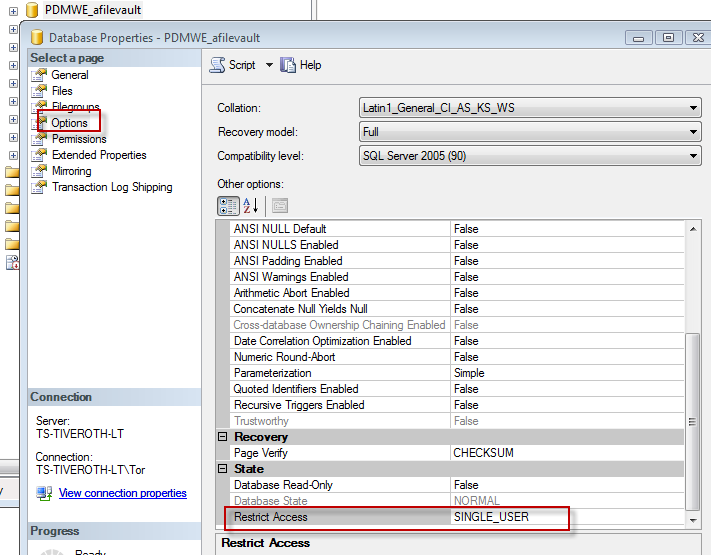 PDMWE_afilevault
Database Properties - PDMWE_afilevault
Select a page
General
Files
Filegroups
Options
Permissions
Extended Properties
Mirroring
Transaction Log Shipping
Script
Help
Collation: Latin1_General_CI_AS_KS_WS
Recovery model: Full
Compatibility level: SQL Server 2005 (90)
Other options:
ANSI NULL Default False
ANSI NULLS Enabled False
ANSI Padding Enabled False
ANSI Warnings Enabled False
Arithmetic Abort Enabled False
Concatenate Null Yields Null False
Cross-database Ownership Chaining Enabled False
Date Correlation Optimization Enabled False
Numeric Round-Abort False
Parameterization Simple
Quoted Identifiers Enabled False
Recursive Triggers Enabled False
Trustworthy False
Recovery
Page Verify CHECKSUM
State
Database Read-Only False
Database State NORMAL
Restrict Access SINGLE_USER
Restrict Access
Connection
Server:
TS-TIVEROTH-LT
Connection:
TS-TIVEROTH-LT\Tor
View connection properties
Progress
Ready